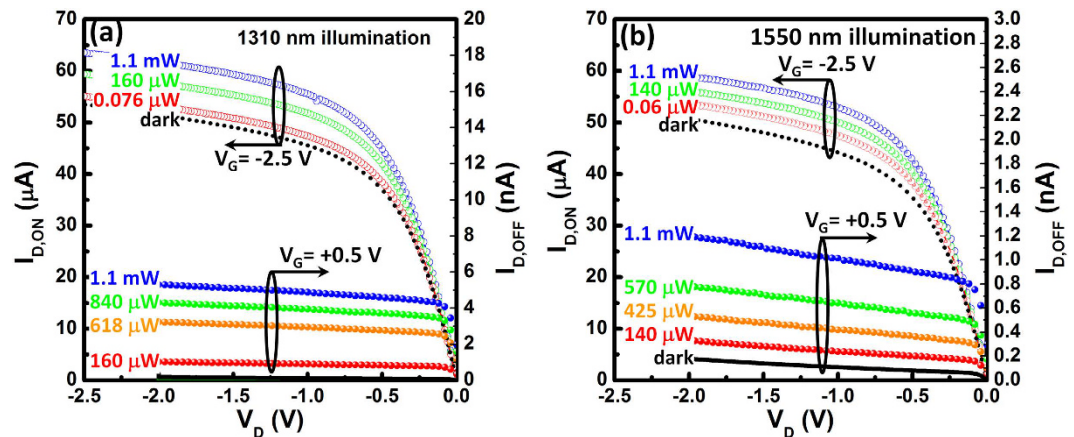 (a)
1310 nm illumination
70
60
50
40
30
20
10
0
I_D,ON (μA)
20
18
16
14
12
10
8
6
4
2
0
I_D,OFF (nA)
1.1 mW
160 μW
0.076 μW
dark
V_G= -2.5 V
V_G= +0.5 V
1.1 mW
840 μW
618 μW
160 μW
-2.5 -2.0 -1.5 -1.0 -0.5 0.0
V_D (V)
(b)
1550 nm illumination
70
60
50
40
30
20
10
0
I_D,ON (μA)
3.0
2.8
2.6
2.4
2.2
2.0
1.8
1.6
1.4
1.2
1.0
0.8
0.6
0.4
0.2
0.0
I_D,OFF (nA)
V_G= -2.5 V
1.1 mW
140 μW
0.06 μW
dark
V_G= +0.5 V
1.1 mW
570 μW
425 μW
140 μW
dark
-2.5 -2.0 -1.5 -1.0 -0.5 0.0
V_D (V)